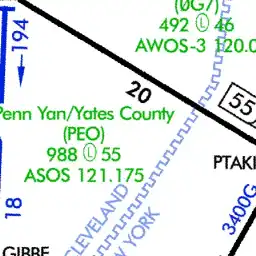 (0G7)
492 Ⓛ 46
AWOS-3 120.0
194
20
55
Penn Yan/Yates County
(PEO)
988 Ⓛ 55
ASOS 121.175
PTAKI
3400G
18
CLEVELAND
YORK
GIBBE